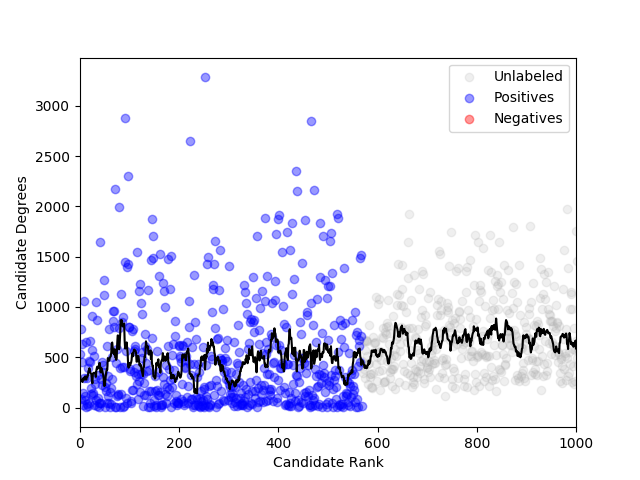 Unlabeled
Positives
Negatives
3000
2500
2000
1500
1000
500
0
Candidate Degrees
0 200 400 600 800 1000
Candidate Rank